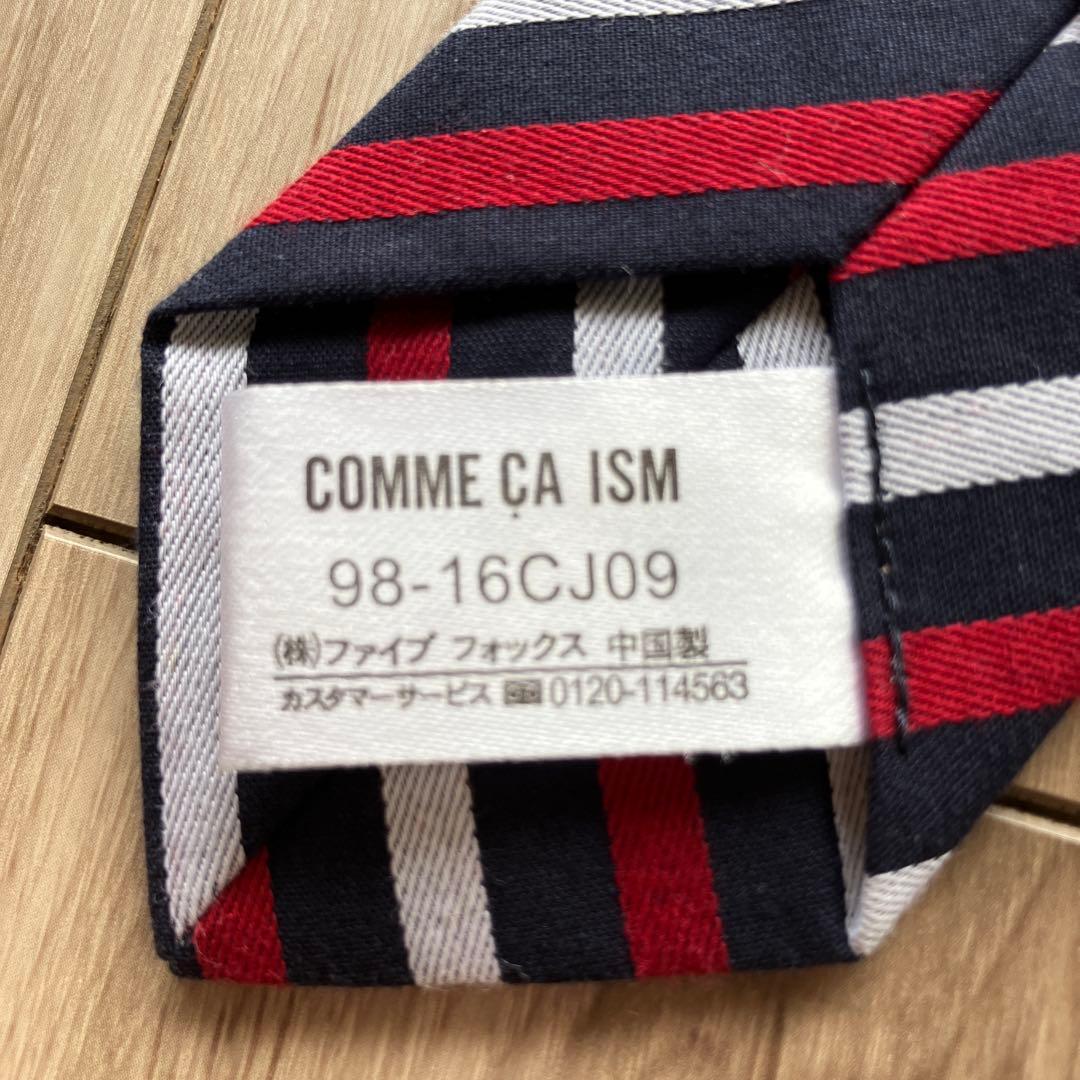 COMME ÇA ISM
98-16CJ09
(株)ファイブ フォックス 中国製
カスタマーサービス 0120-114563